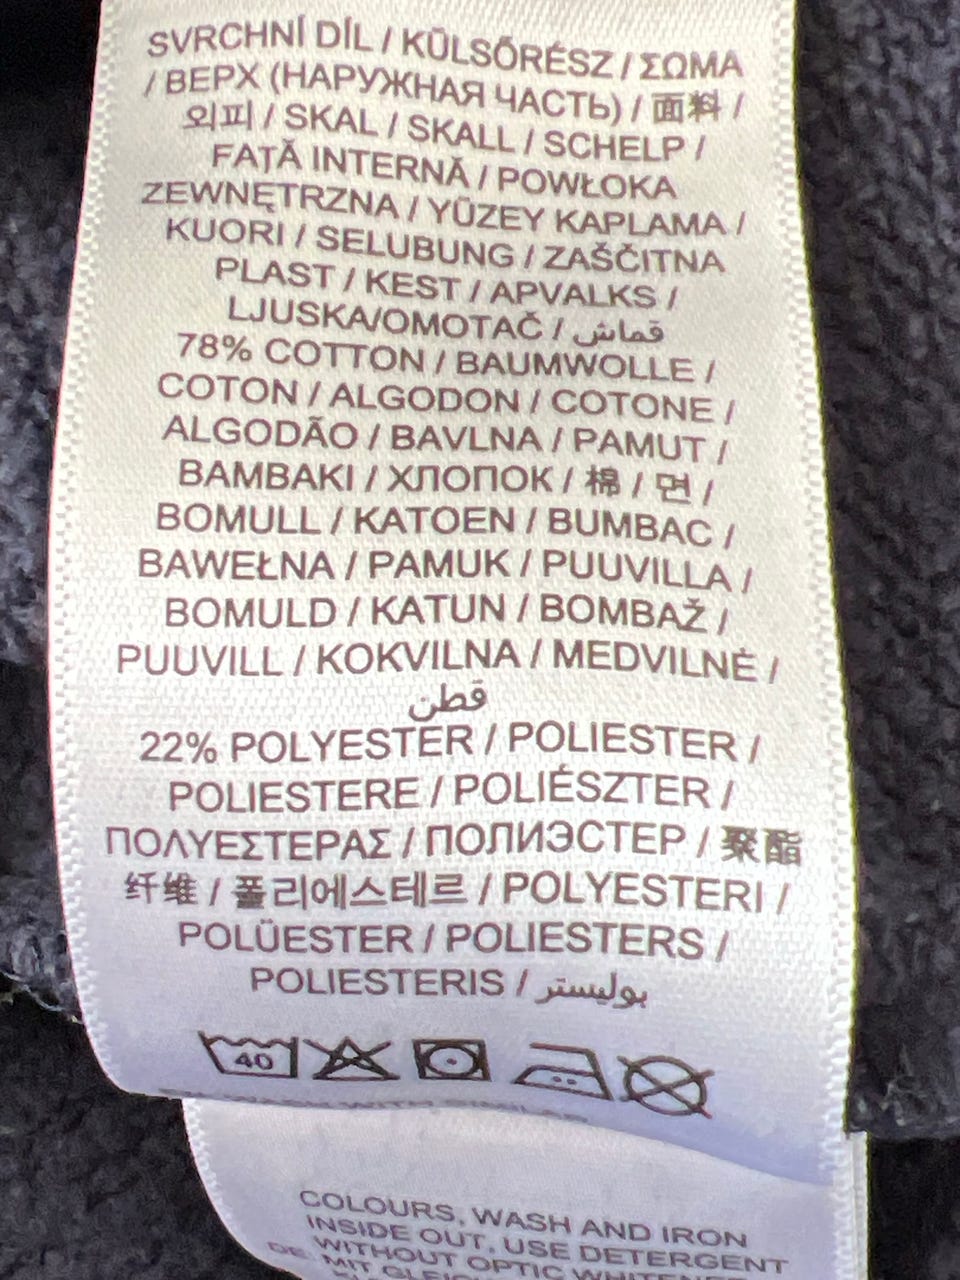 SVRCHNÍ DÍL / KÜLSŐRÉSZ / ΣΩΜΑ
/ ВЕРХ (НАРУЖНАЯ ЧАСТЬ) / 面料 /
외피 / SKAL / SKALL / SCHELP /
FAŢĂ INTERNĂ / POWŁOKA
ZEWNĘTRZNA / YÜZEY KAPLAMA /
KUORI / SELUBUNG / ZAŠČITNA
PLAST / KEST / APVALKS /
LJUSKA/OMOTAČ / قماش
78% COTTON / BAUMWOLLE /
COTON / ALGODON / COTONE /
ALGODÃO / BAVLNA / PAMUT /
BAMBAKI / ХЛОПОК / 棉 / 면 /
BOMULL / KATOEN / BUMBAC /
BAWEŁNA / PAMUK / PUUVILLA /
BOMULD / KATUN / BOMBAŽ /
PUUVILL / KOKVILNA / MEDVILNĖ /
قطن
22% POLYESTER / POLIESTER /
POLIESTERE / POLIÉSZTER /
ΠΟΛΥΕΣΤΕΡΑΣ / ПОЛИЭСТЕР / 聚酯
纤维 / 폴리에스테르 / POLYESTERI /
POLÜESTER / POLIESTERS /
POLIESTERIS / بوليستر
40
COLOURS, WASH AND IRON
INSIDE OUT, USE DETERGENT
WITHOUT OPTIC
DE: MIT